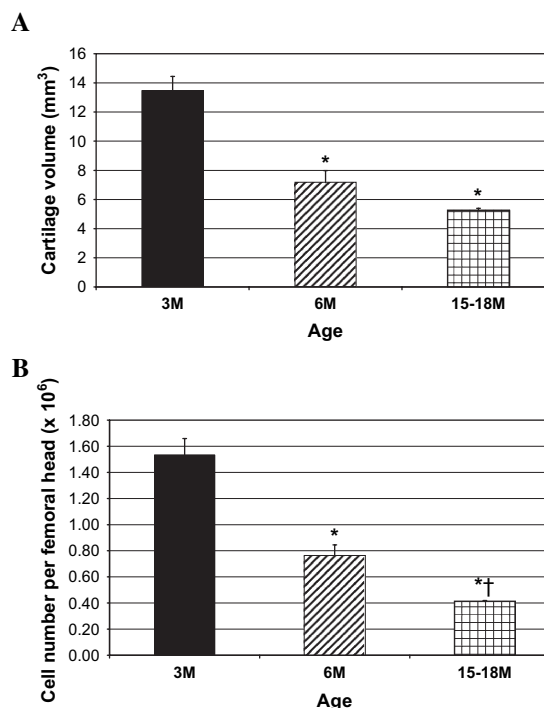 A
Cartilage volume (mm³)
16
14
12
10
8
6
4
2
0
*
*
3M 6M 15-18M
Age
B
Cell number per femoral head (x 10⁶)
1.80
1.60
1.40
1.20
1.00
0.80
0.60
0.40
0.20
0.00
*
*†
3M 6M 15-18M
Age